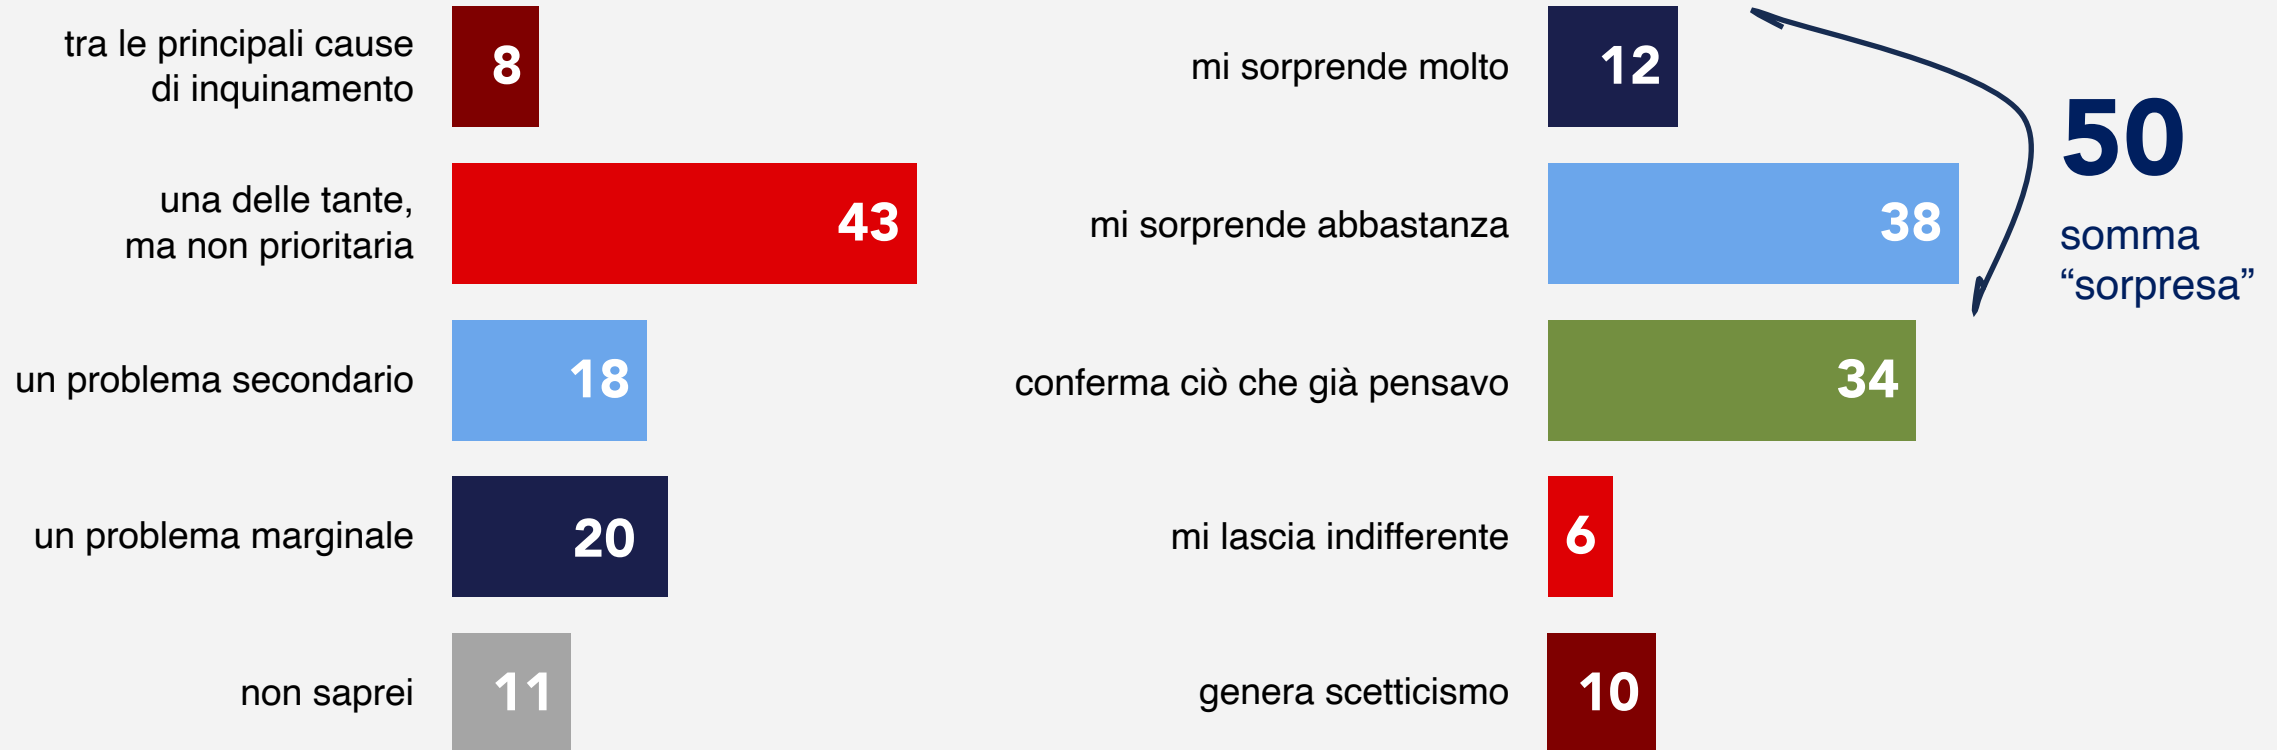 tra le principali cause
di inquinamento
8
una delle tante,
ma non prioritaria
43
un problema secondario
18
un problema marginale
20
non saprei
11
mi sorprende molto
12
mi sorprende abbastanza
38
conferma ciò che già pensavo
34
mi lascia indifferente
6
genera scetticismo
10
50
somma
“sorpresa”